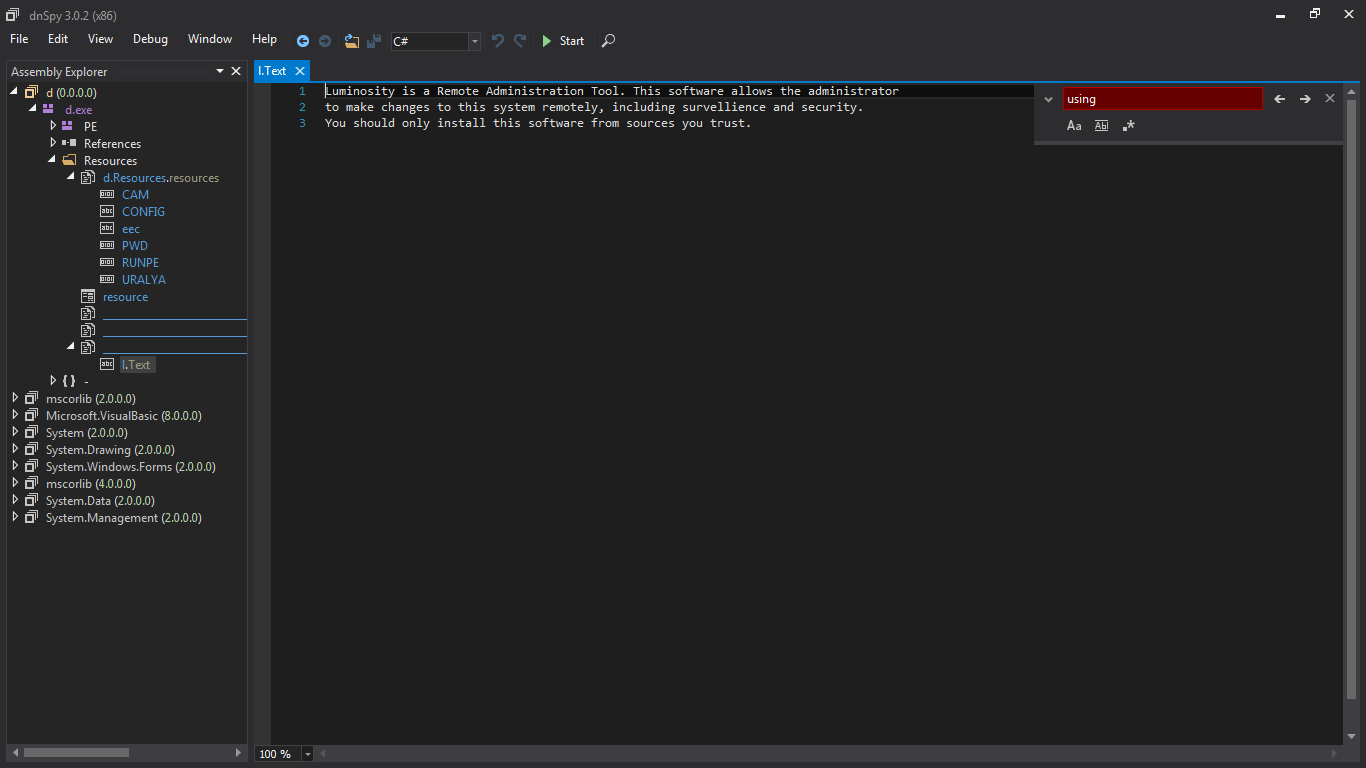 dnSpy 3.0.2 (x86)
File Edit View Debug Window Help C# Start
Assembly Explorer
d (0.0.0.0)
d.exe
PE
References
Resources
d.Resources.resources
CAM
CONFIG
eec
PWD
RUNPE
URALYA
resource
I.Text
{ } -
mscorlib (2.0.0.0)
Microsoft.VisualBasic (8.0.0.0)
System (2.0.0.0)
System.Drawing (2.0.0.0)
System.Windows.Forms (2.0.0.0)
mscorlib (4.0.0.0)
System.Data (2.0.0.0)
System.Management (2.0.0.0)
I.Text
1 Luminosity is a Remote Administration Tool. This software allows the administrator
2 to make changes to this system remotely, including survellience and security.
3 You should only install this software from sources you trust.
using
Aa Ab .*
100 %